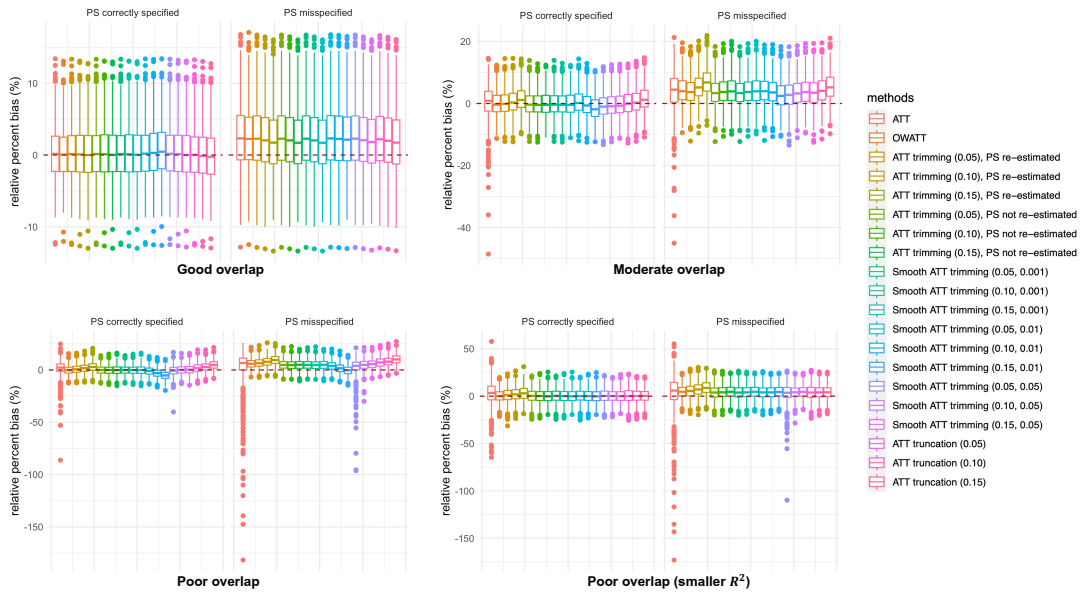 PS correctly specified
PS misspecified
relative percent bias (%)
10
0
-10
Good overlap
PS correctly specified
PS misspecified
relative percent bias (%)
20
0
-20
-40
Moderate overlap
PS correctly specified
PS misspecified
relative percent bias (%)
0
-50
-100
-150
Poor overlap
PS correctly specified
PS misspecified
relative percent bias (%)
50
0
-50
-100
-150
Poor overlap (smaller R²)
methods
ATT
OWATT
ATT trimming (0.05), PS re-estimated
ATT trimming (0.10), PS re-estimated
ATT trimming (0.15), PS re-estimated
ATT trimming (0.05), PS not re-estimated
ATT trimming (0.10), PS not re-estimated
ATT trimming (0.15), PS not re-estimated
Smooth ATT trimming (0.05, 0.001)
Smooth ATT trimming (0.10, 0.001)
Smooth ATT trimming (0.15, 0.001)
Smooth ATT trimming (0.05, 0.01)
Smooth ATT trimming (0.10, 0.01)
Smooth ATT trimming (0.15, 0.01)
Smooth ATT trimming (0.05, 0.05)
Smooth ATT trimming (0.10, 0.05)
Smooth ATT trimming (0.15, 0.05)
ATT truncation (0.05)
ATT truncation (0.10)
ATT truncation (0.15)